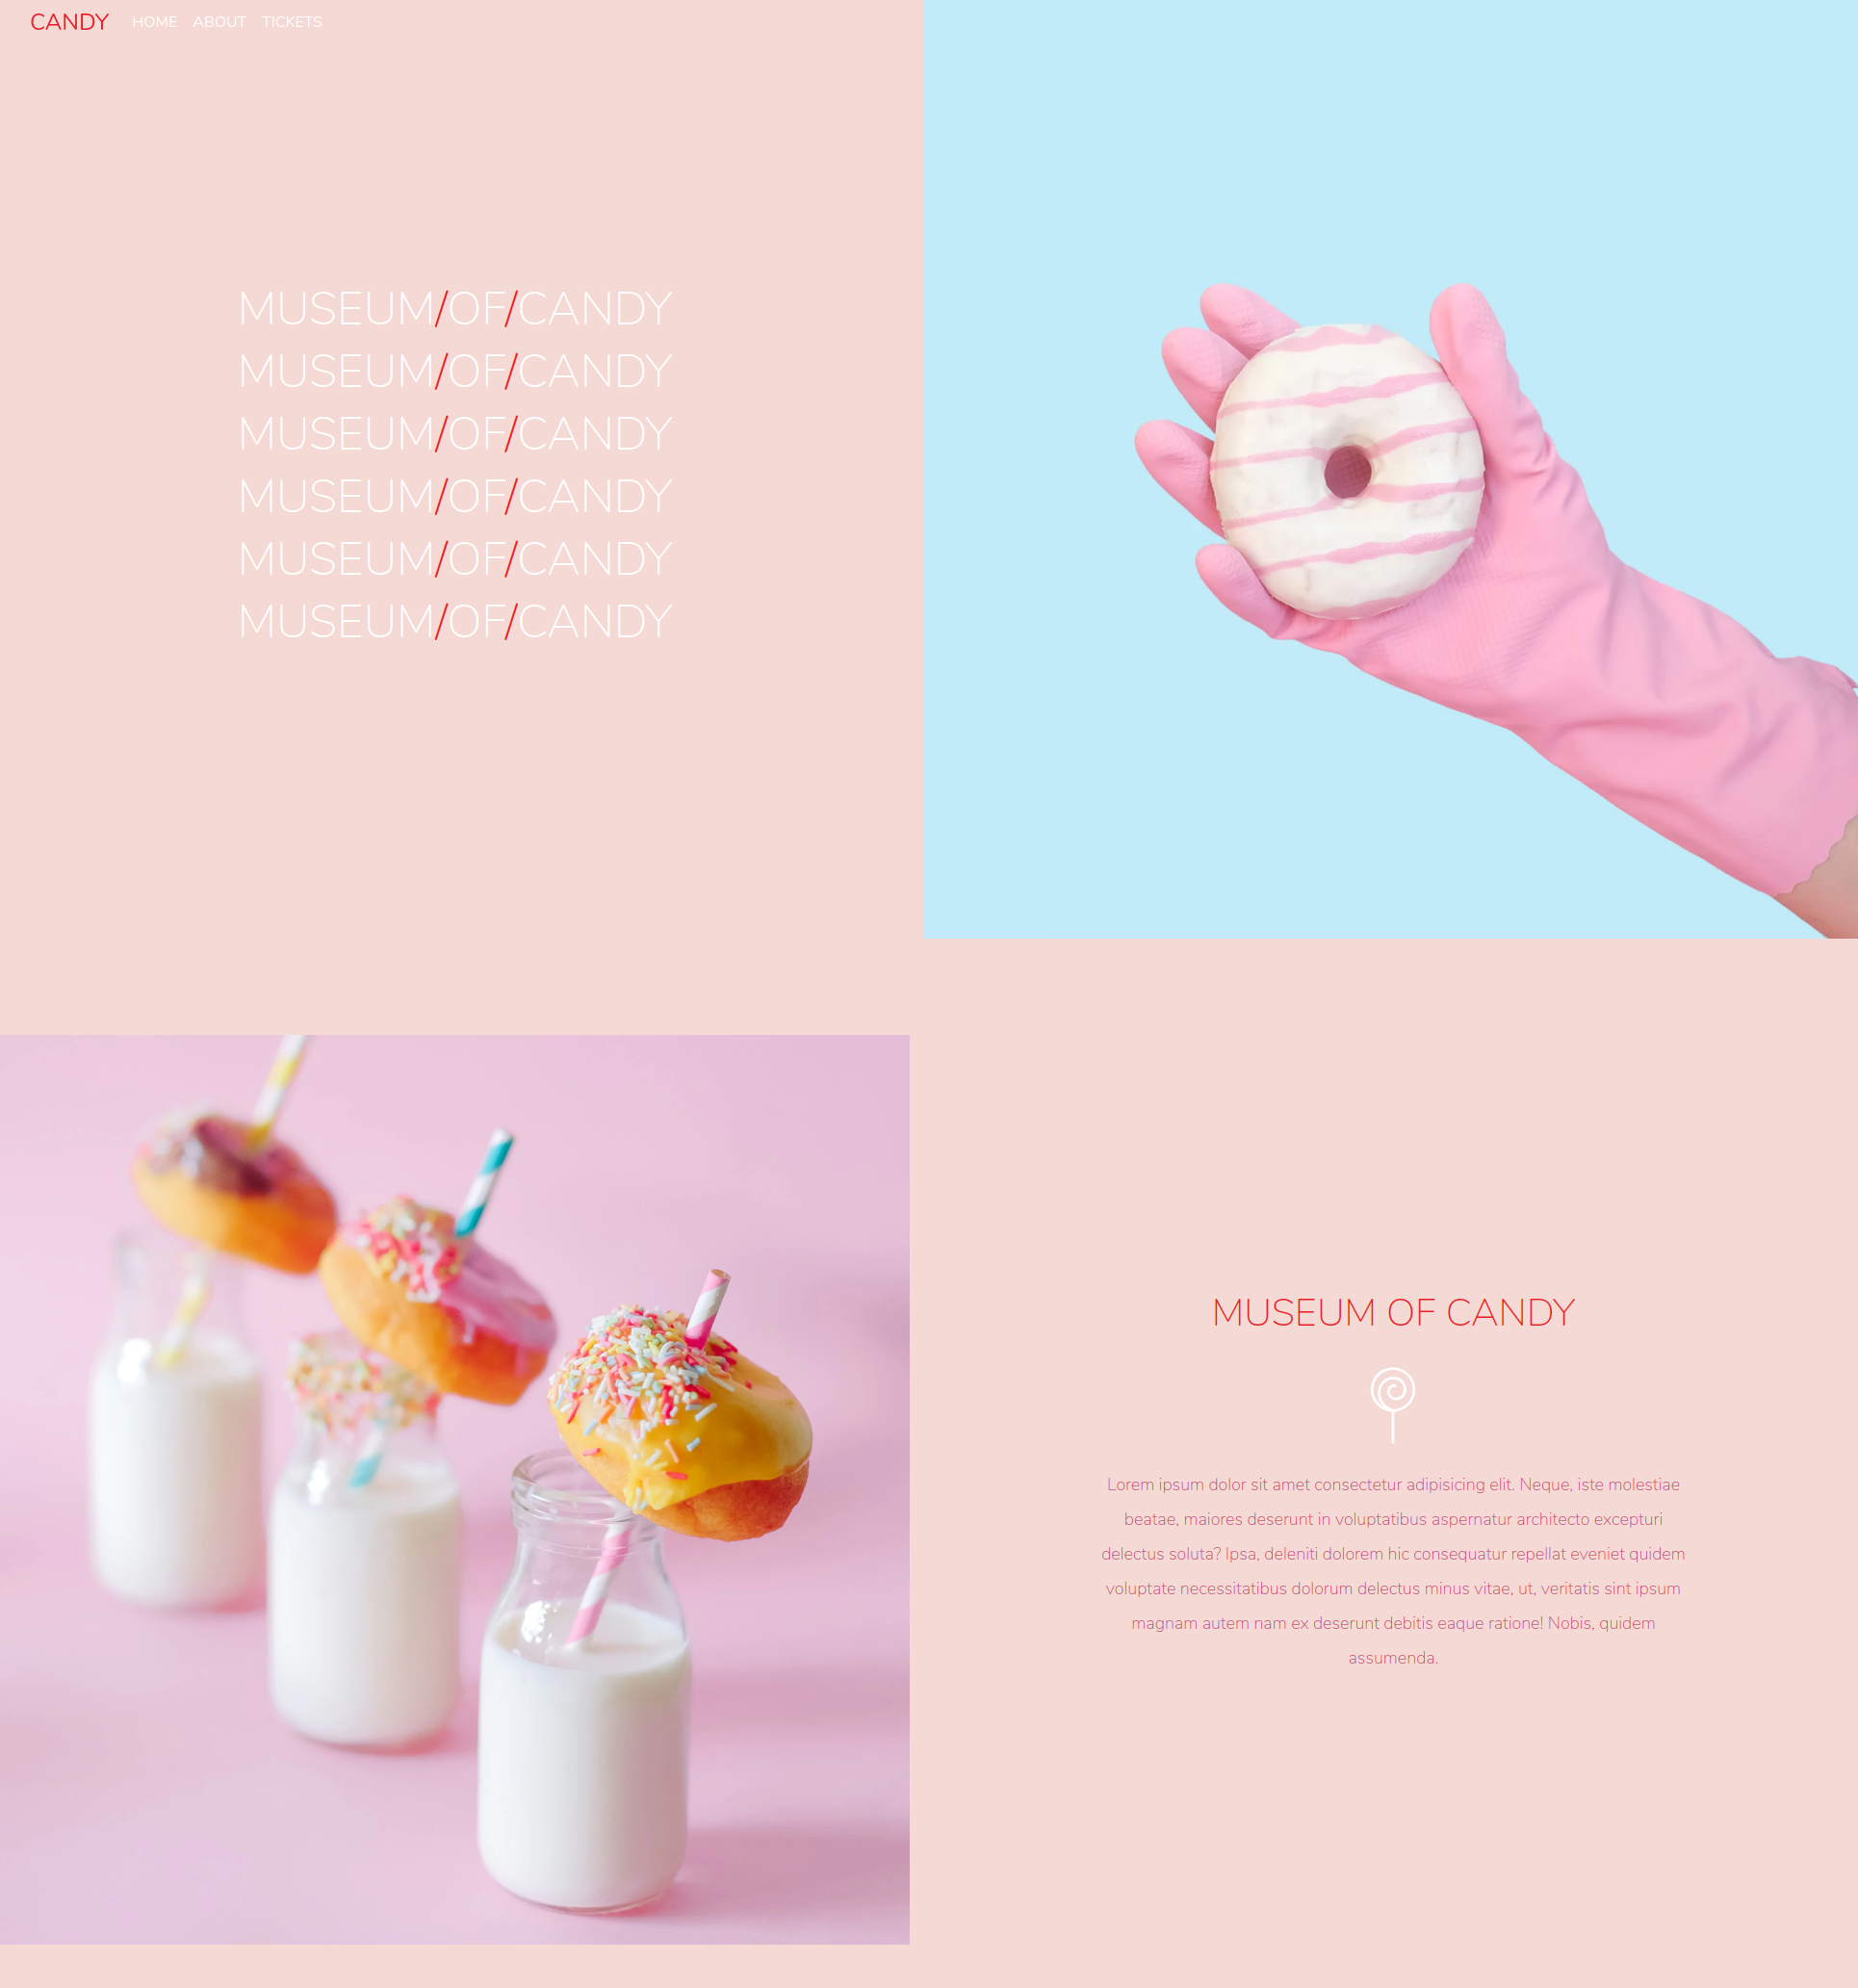 CANDY HOME ABOUT TICKETS
MUSEUM/OF/CANDY
MUSEUM/OF/CANDY
MUSEUM/OF/CANDY
MUSEUM/OF/CANDY
MUSEUM/OF/CANDY
MUSEUM/OF/CANDY
MUSEUM OF CANDY
Lorem ipsum dolor sit amet consectetur adipisicing elit. Neque, iste molestiae
beatae, maiores deserunt in voluptatibus aspernatur architecto excepturi
delectus soluta? Ipsa, deleniti dolorem hic consequatur repellat eveniet quidem
voluptate necessitatibus dolorum delectus minus vitae, ut, veritatis sint ipsum
magnam autem nam ex deserunt debitis eaque ratione! Nobis, quidem
assumenda.